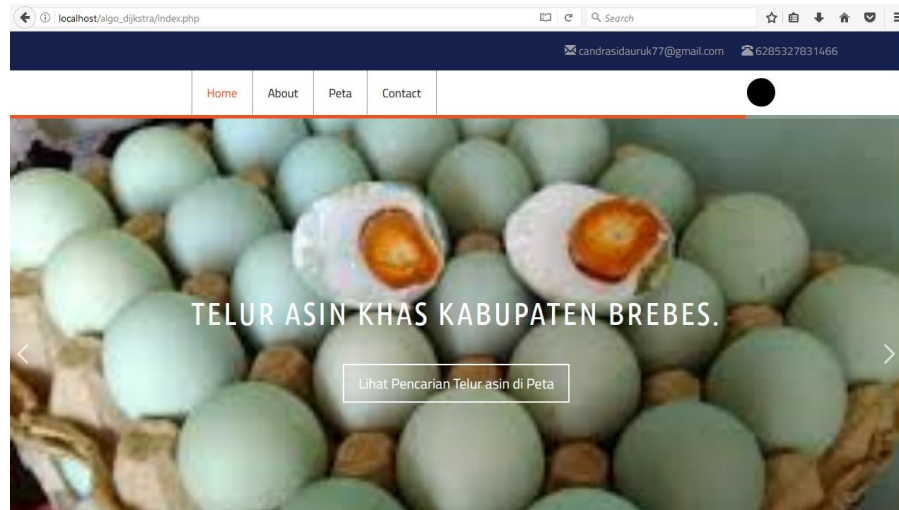 localhost/algo_dijkstra/index.php
Search
candrasidauruk77@gmail.com 6285327831466
Home About Peta Contact
TELUR ASIN KHAS KABUPATEN BREBES.
Lihat Pencarian Telur asin di Peta